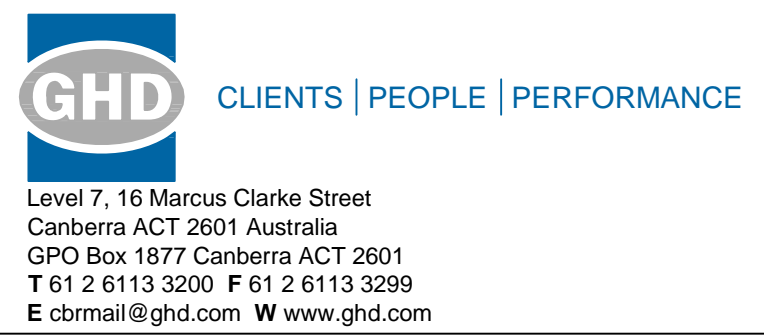 GHD
CLIENTS | PEOPLE | PERFORMANCE
Level 7, 16 Marcus Clarke Street
Canberra ACT 2601 Australia
GPO Box 1877 Canberra ACT 2601
T 61 2 6113 3200 F 61 2 6113 3299
E cbrmail@ghd.com W www.ghd.com